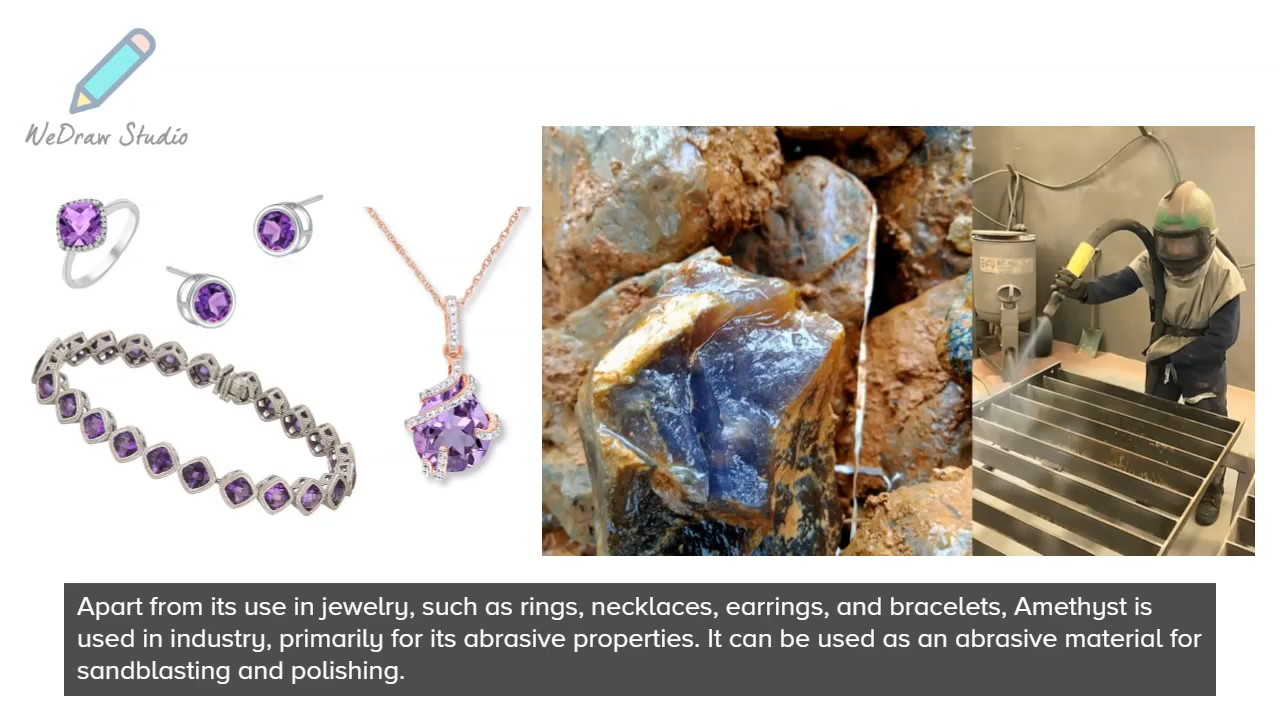 WeDraw Studio
Apart from its use in jewelry, such as rings, necklaces, earrings, and bracelets, Amethyst is
used in industry, primarily for its abrasive properties. It can be used as an abrasive material for
sandblasting and polishing.